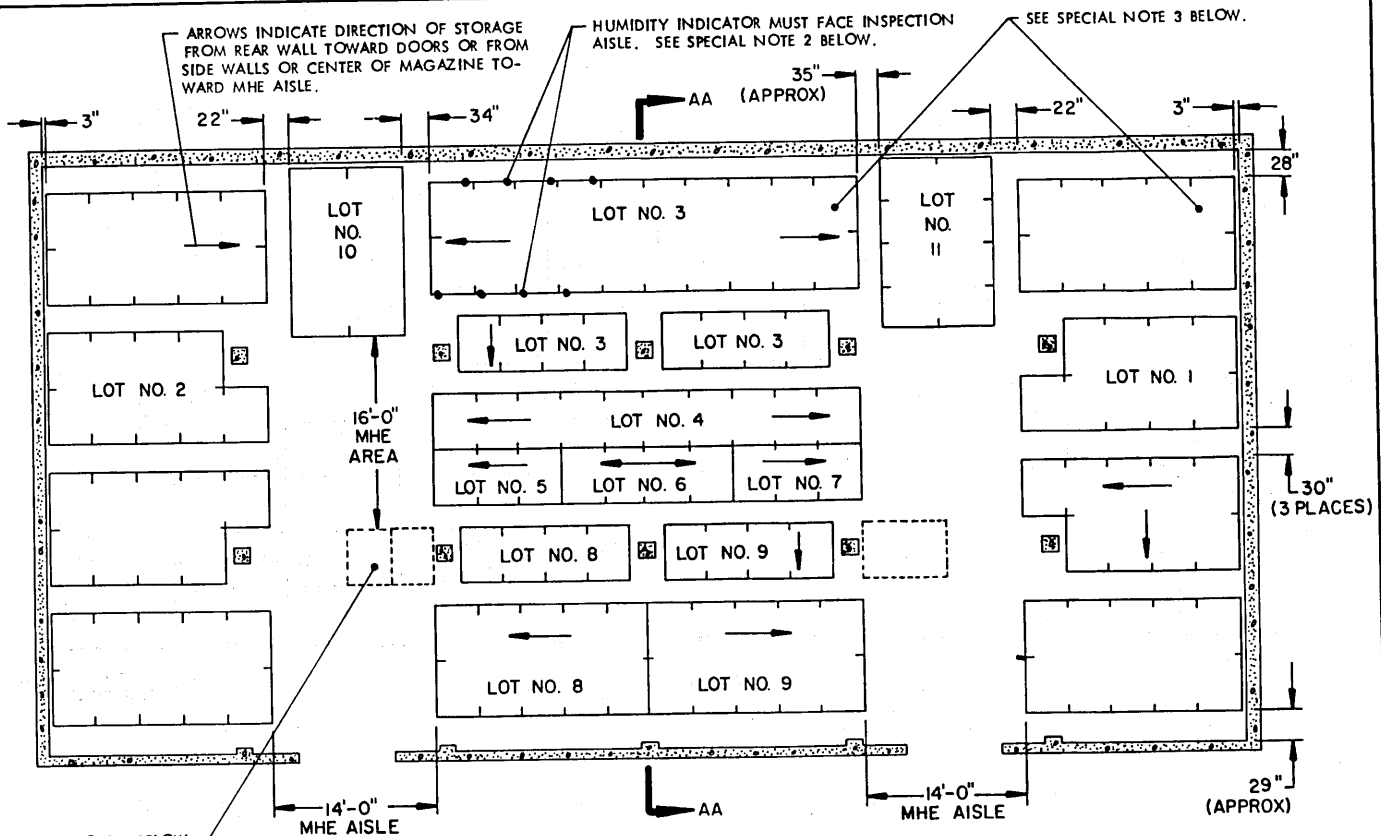 ARROWS INDICATE DIRECTION OF STORAGE
FROM REAR WALL TOWARD DOORS OR FROM
SIDE WALLS OR CENTER OF MAGAZINE TO-
WARD MHE AISLE.
HUMIDITY INDICATOR MUST FACE INSPECTION
AISLE. SEE SPECIAL NOTE 2 BELOW.
SEE SPECIAL NOTE 3 BELOW.
3"
22"
34"
AA
35"
(APPROX)
22"
3"
28"
LOT
NO.
10
LOT NO. 3
LOT
NO.
11
LOT NO. 3
LOT NO. 3
LOT NO. 2
LOT NO. 1
16'-0"
MHE
AREA
LOT NO. 4
LOT NO. 5
LOT NO. 6
LOT NO. 7
30"
(3 PLACES)
LOT NO. 8
LOT NO. 9
LOT NO. 8
LOT NO. 9
14'-0"
MHE AISLE
AA
14'-0"
MHE AISLE
29"
(APPROX)